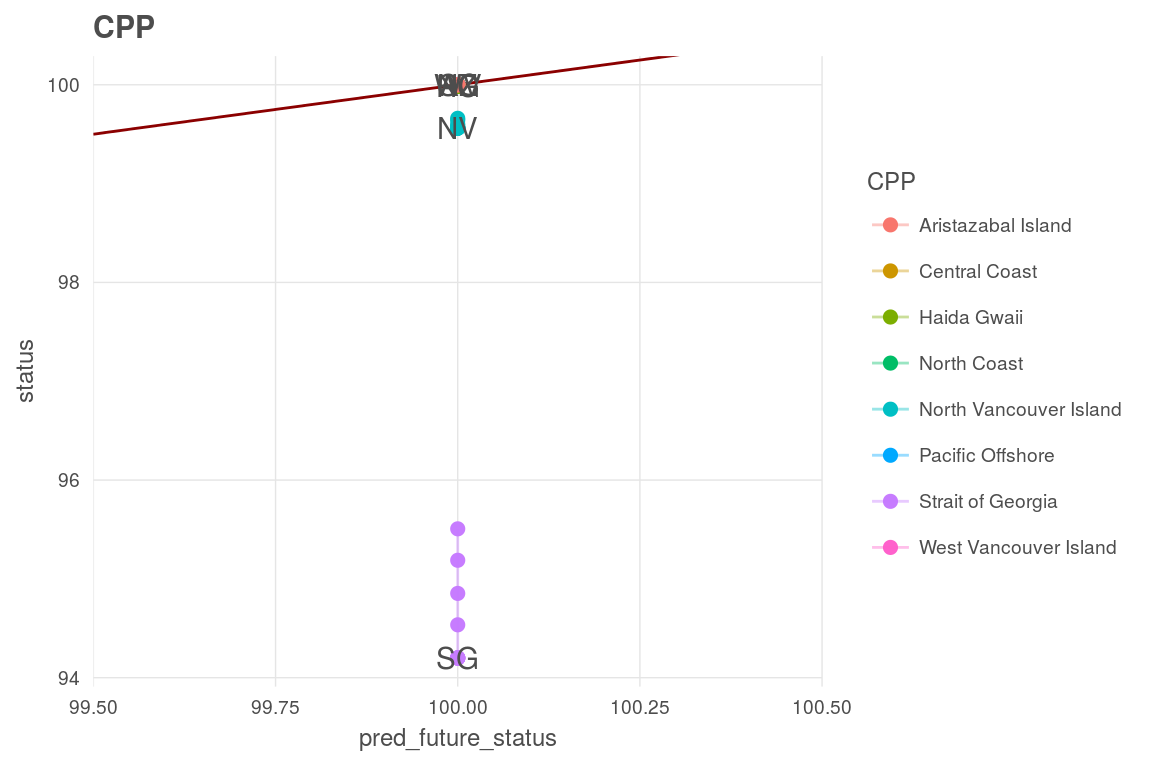 CPP
100
98
96
94
status
NV
SG
99.50 99.75 100.00 100.25 100.50
pred_future_status
CPP
Aristazabal Island
Central Coast
Haida Gwaii
North Coast
North Vancouver Island
Pacific Offshore
Strait of Georgia
West Vancouver Island